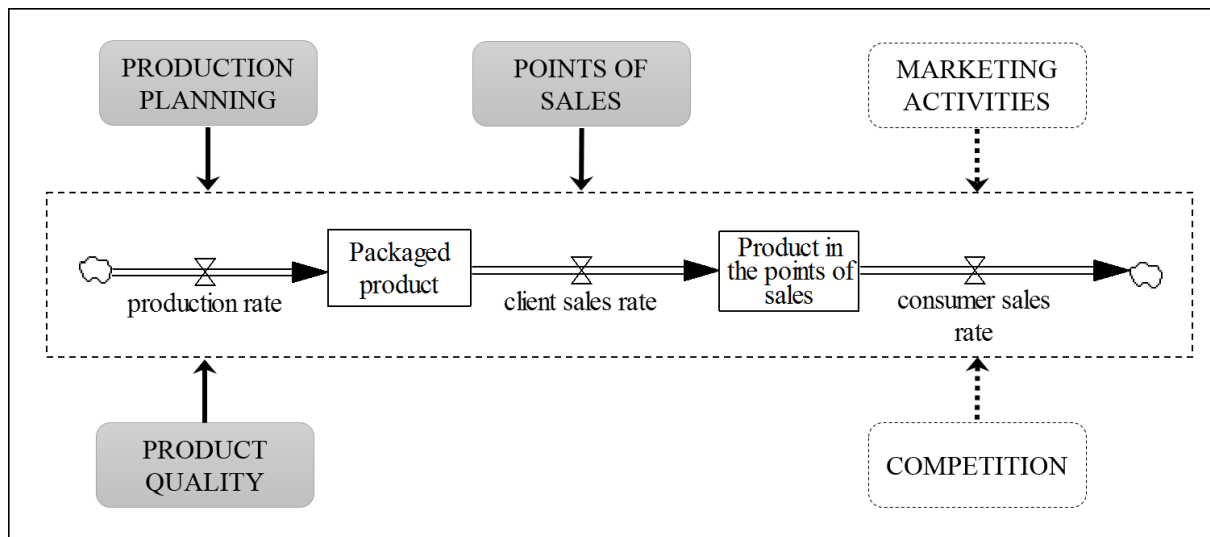 PRODUCTION
PLANNING
POINTS OF
SALES
MARKETING
ACTIVITIES
Packaged
product
Product in
the points of
sales
production rate
client sales rate
consumer sales
rate
PRODUCT
QUALITY
COMPETITION